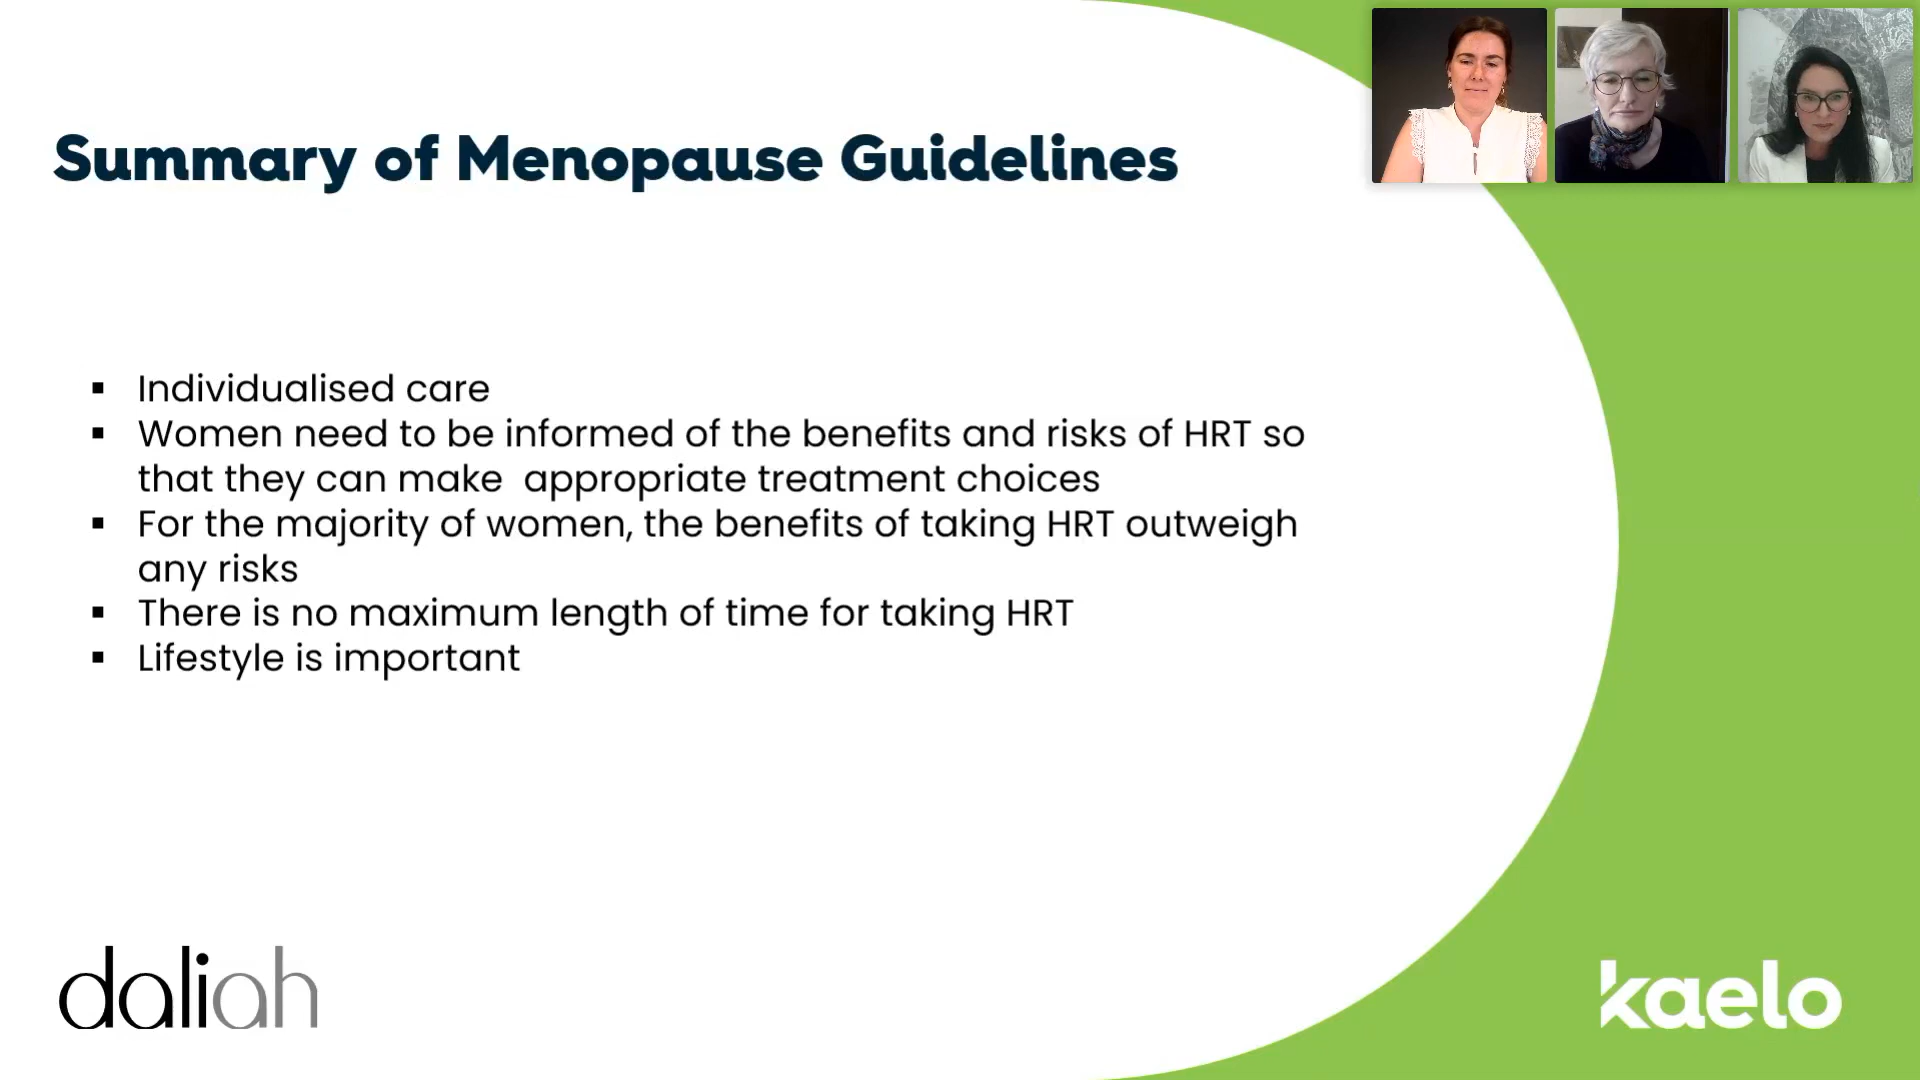 Summary of Menopause Guidelines
▪ Individualised care
▪ Women need to be informed of the benefits and risks of HRT so
that they can make  appropriate treatment choices
▪ For the majority of women, the benefits of taking HRT outweigh
any risks
▪ There is no maximum length of time for taking HRT
▪ Lifestyle is important
daliah
kaelo